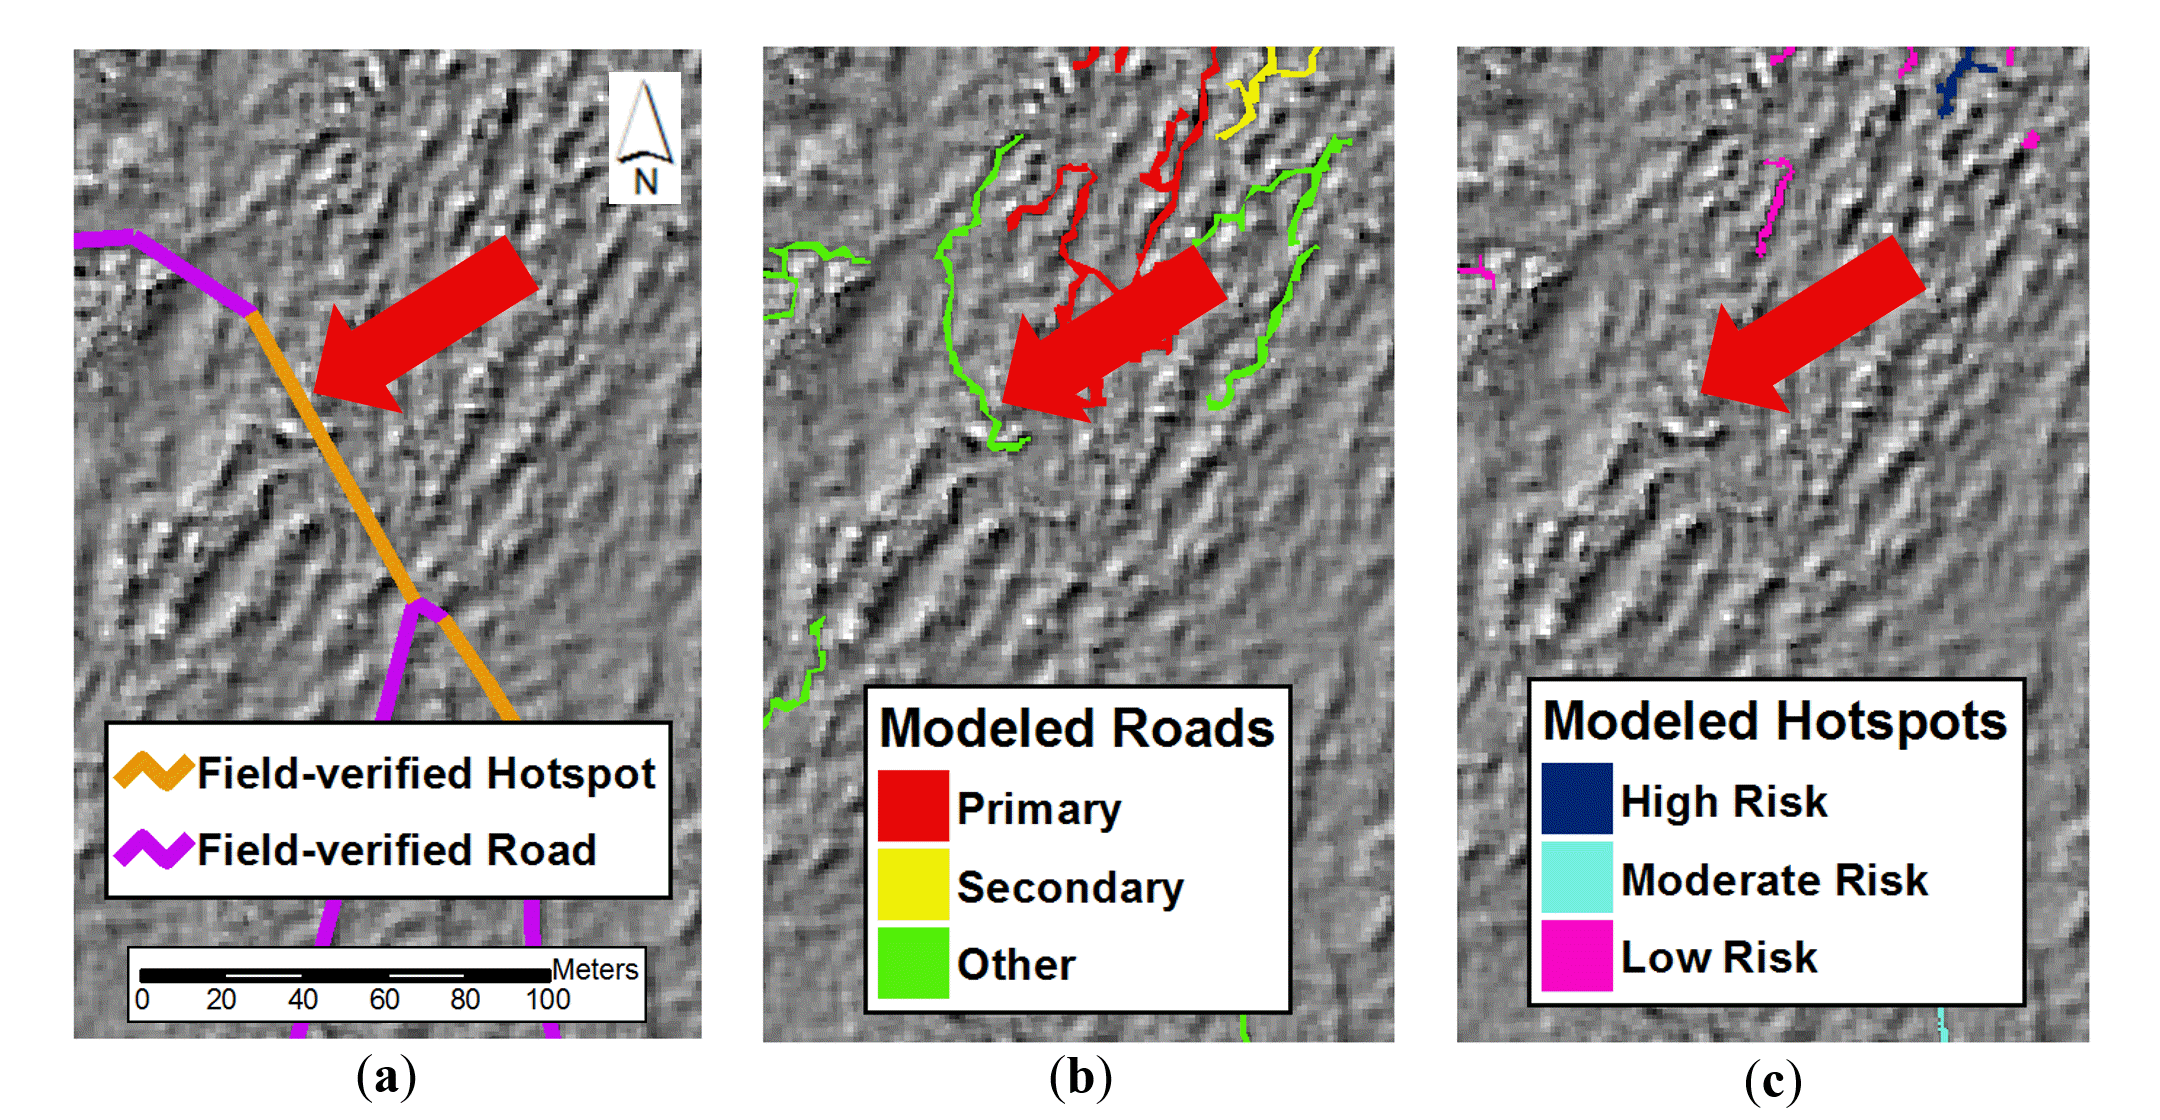 N
Field-verified Hotspot
Field-verified Road
Meters
0 20 40 60 80 100
(a)
Modeled Roads
Primary
Secondary
Other
(b)
Modeled Hotspots
High Risk
Moderate Risk
Low Risk
(c)